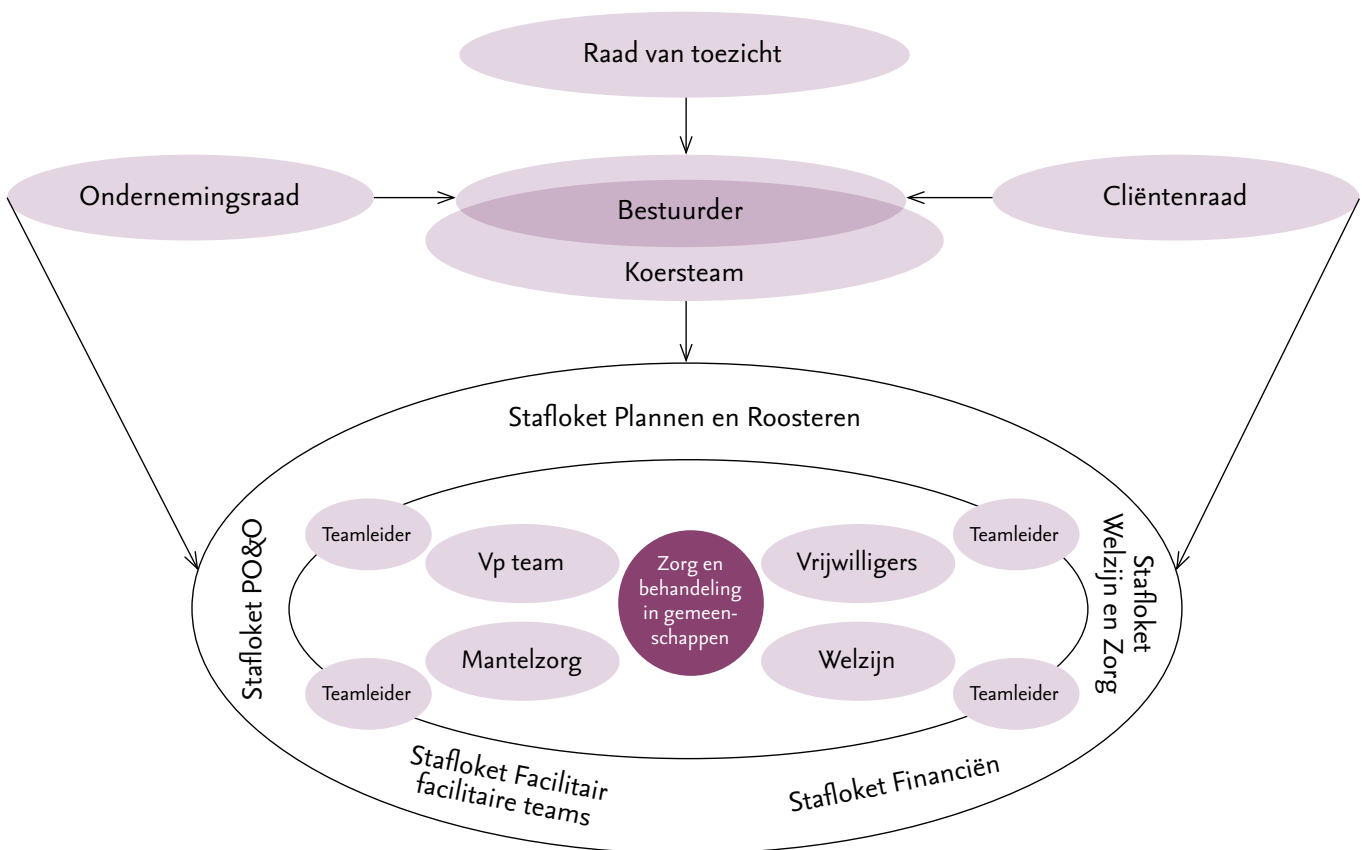 Raad van toezicht
Ondernemingsraad
Bestuurder
Cliëntenraad
Koersteam
Stafloket Plannen en Roosteren
Stafloket PO&O
Teamleider
Vp team
Zorg en
behandeling
in gemeen-
schappen
Vrijwilligers
Teamleider
Stafloket
Welzijn en Zorg
Teamleider
Mantelzorg
Welzijn
Teamleider
Stafloket Facilitair
facilitaire teams
Stafloket Financiën